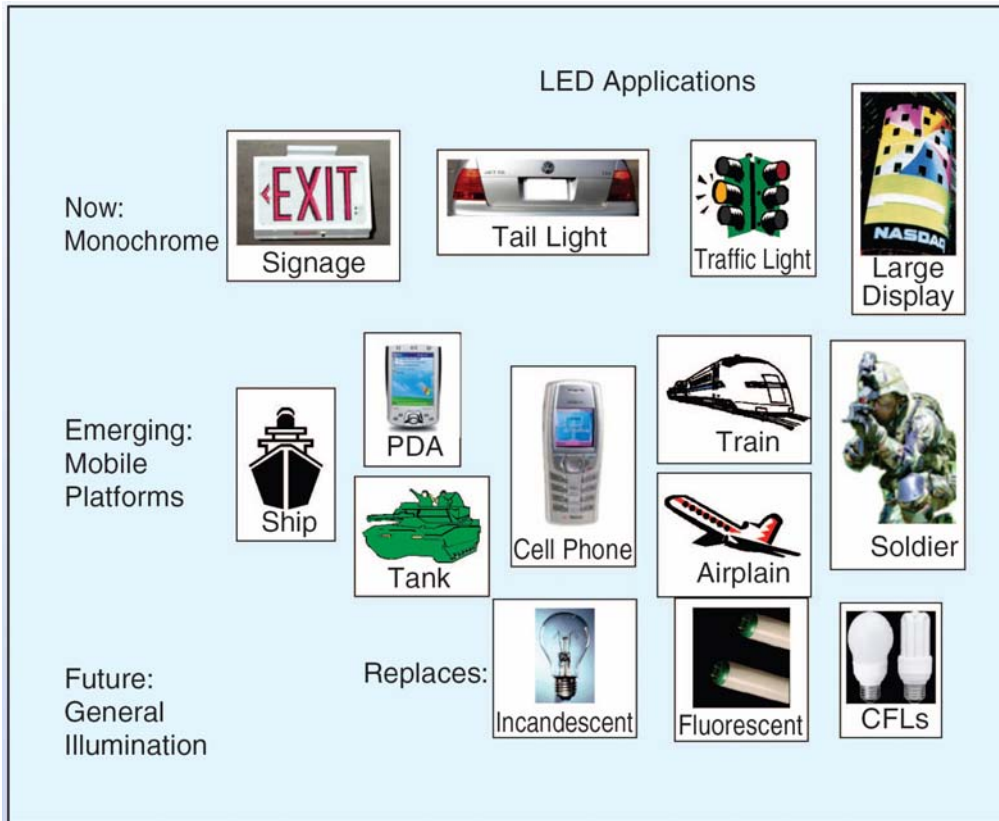 LED Applications
Now:
Monochrome
EXIT
Signage
Tail Light
Traffic Light
NASDAQ
Large
Display
Emerging:
Mobile
Platforms
Ship
PDA
Tank
Cell Phone
Train
Airplain
Soldier
Future:
General
Illumination
Replaces:
Incandescent
Fluorescent
CFLs